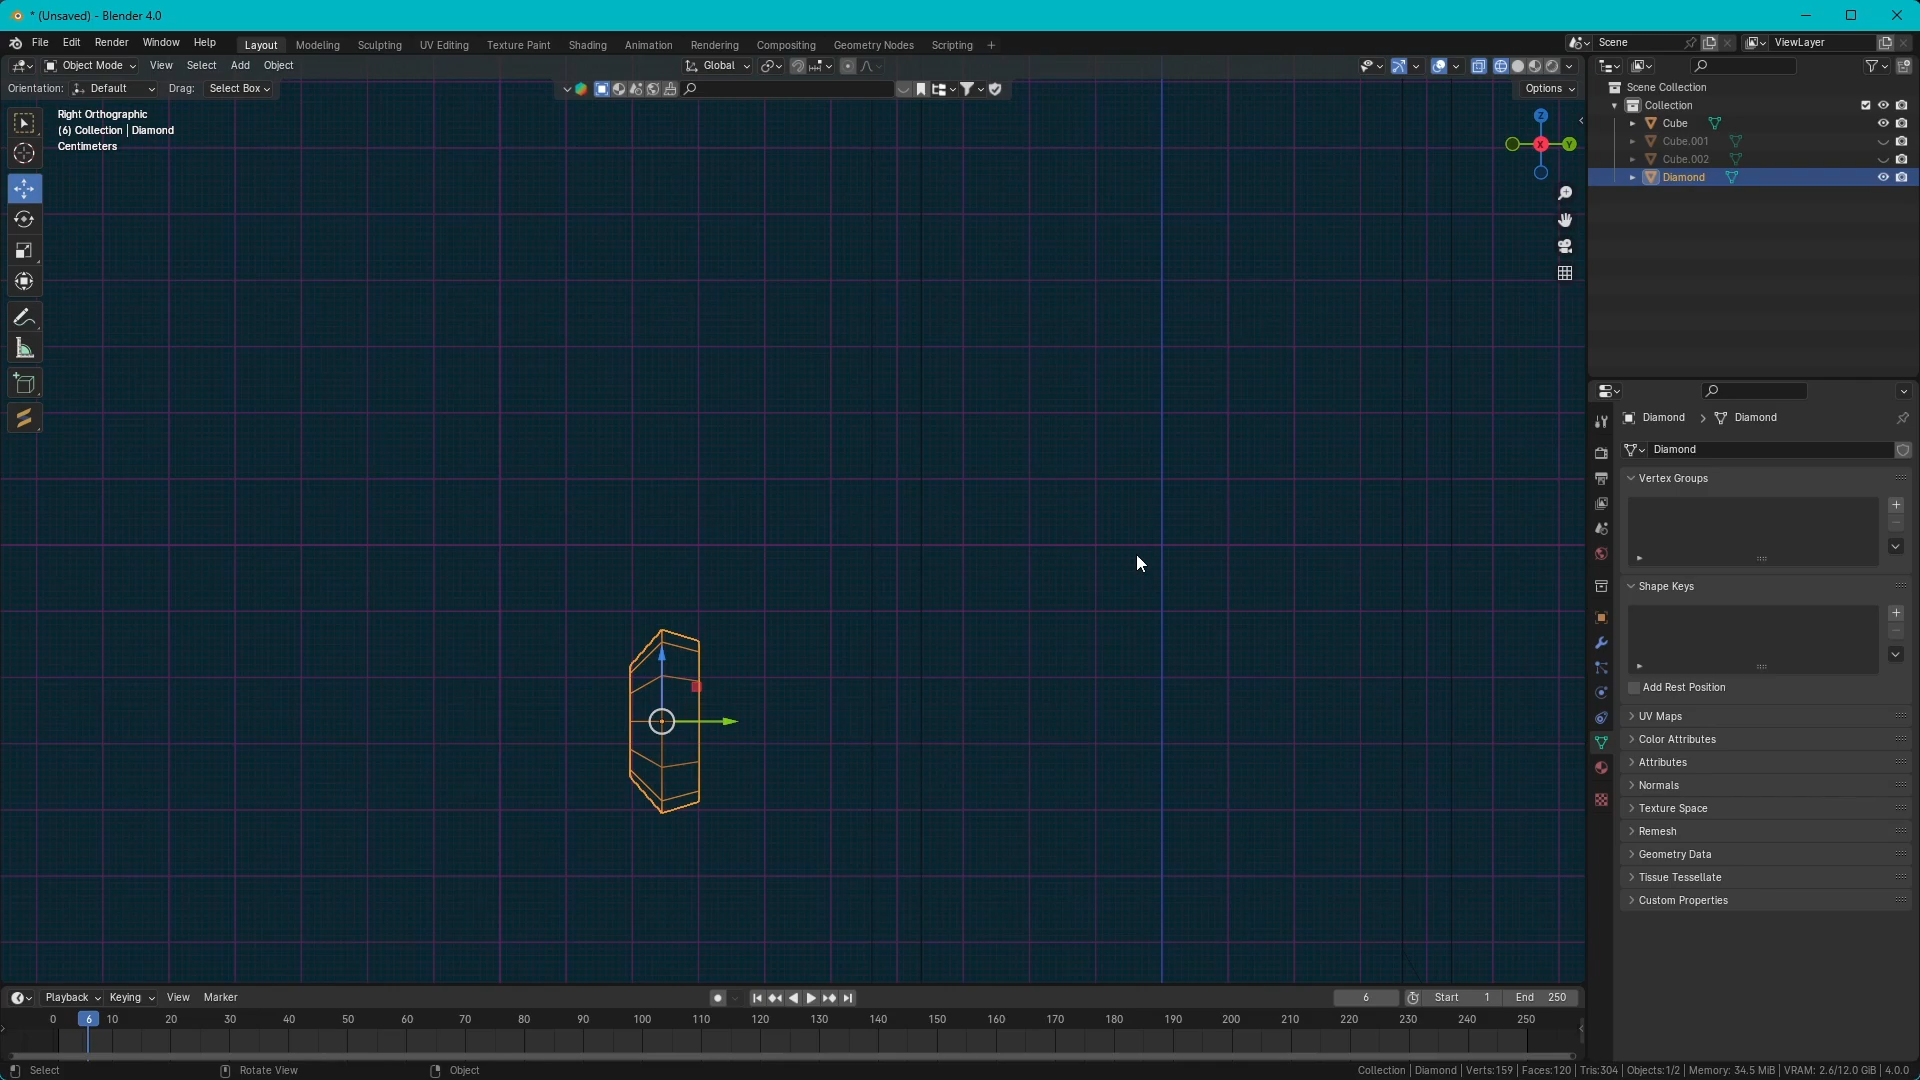 * (Unsaved) - Blender 4.0
File Edit Render Window Help Layout Modeling Sculpting UV Editing Texture Paint Shading Animation Rendering Compositing Geometry Nodes Scripting + Scene ViewLayer
Object Mode View Select Add Object Global
Orientation: Default Drag: Select Box Options
Right Orthographic
(6) Collection | Diamond
Centimeters
Z
X
Y
Scene Collection
Collection
Cube
Cube.001
Cube.002
Diamond
Diamond > Diamond
Diamond
Vertex Groups
Shape Keys
Add Rest Position
UV Maps
Color Attributes
Attributes
Normals
Texture Space
Remesh
Geometry Data
Tissue Tessellate
Custom Properties
Playback Keying View Marker 6 Start 1 End 250
0 6 10 20 30 40 50 60 70 80 90 100 110 120 130 140 150 160 170 180 190 200 210 220 230 240 250
Select Rotate View Object Collection | Diamond | Verts:159 | Faces:120 | Tris:304 | Objects:1/2 | Memory: 34.5 MiB | VRAM: 2.6/12.0 GiB | 4.0.0